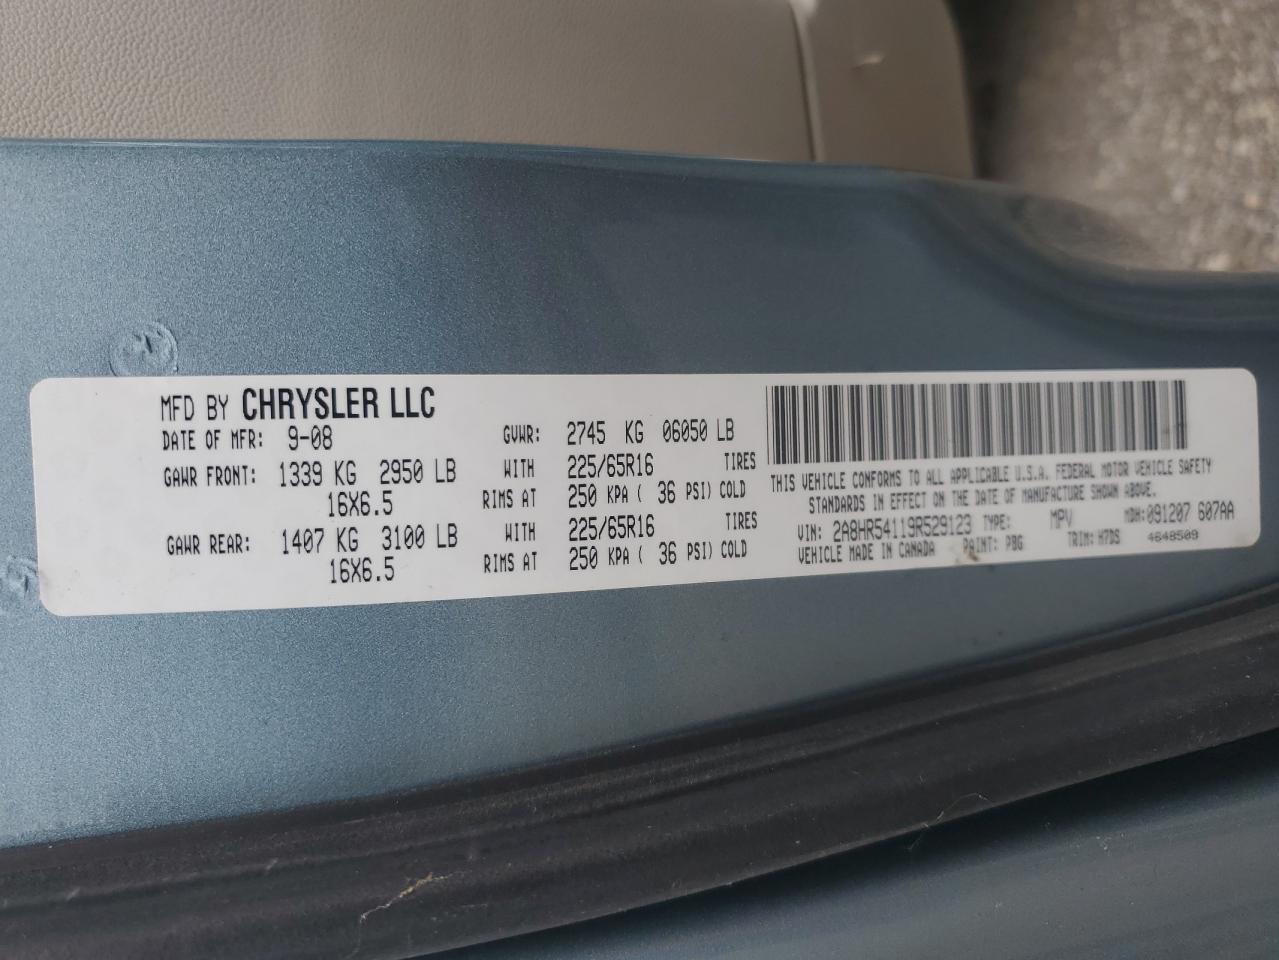 MFD BY CHRYSLER LLC
DATE OF MFR: 9-08 GVWR: 2745 KG 06050 LB
GAWR FRONT: 1339 KG 2950 LB WITH 225/65R16 TIRES
16X6.5 RIMS AT 250 KPA ( 36 PSI) COLD
GAWR REAR: 1407 KG 3100 LB WITH 225/65R16 TIRES
16X6.5 RIMS AT 250 KPA ( 36 PSI) COLD
THIS VEHICLE CONFORMS TO ALL APPLICABLE U.S.A. FEDERAL MOTOR VEHICLE SAFETY
STANDARDS IN EFFECT ON THE DATE OF MANUFACTURE SHOWN ABOVE.
VIN: 2A8HR54119R529123 TYPE: MPV MDH: 091207 607AA
VEHICLE MADE IN CANADA PAINT: PBG TRIM: H7DS 4648509